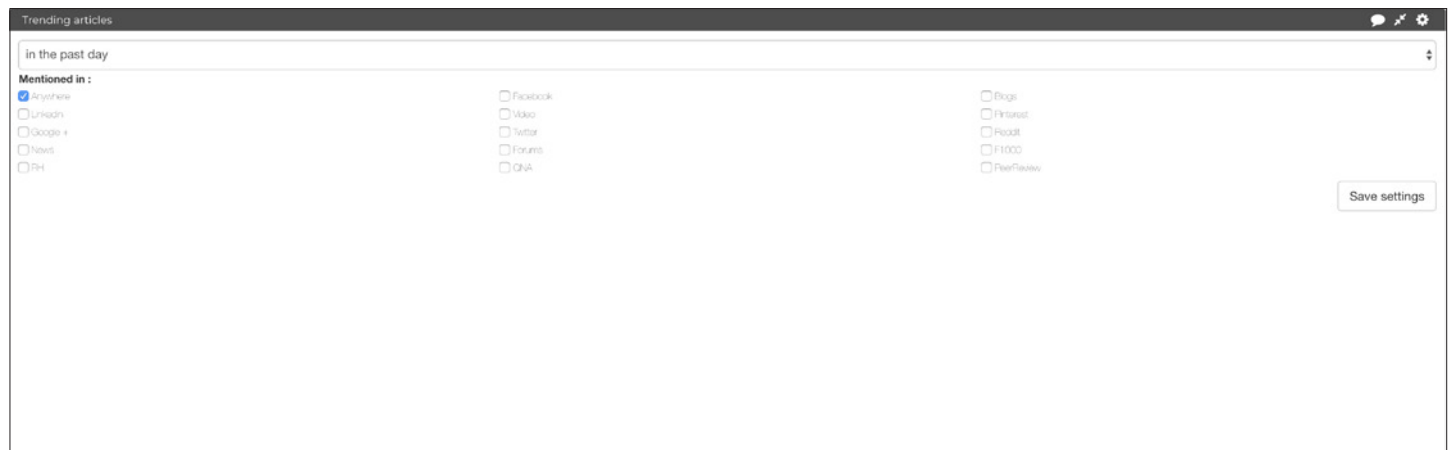 Trending articles
in the past day
Mentioned in :
Anywhere Facebook Blogs
LinkedIn Video Pinterest
Google + Twitter Reddit
News Forums F1000
RH QNA PeerReview
Save settings